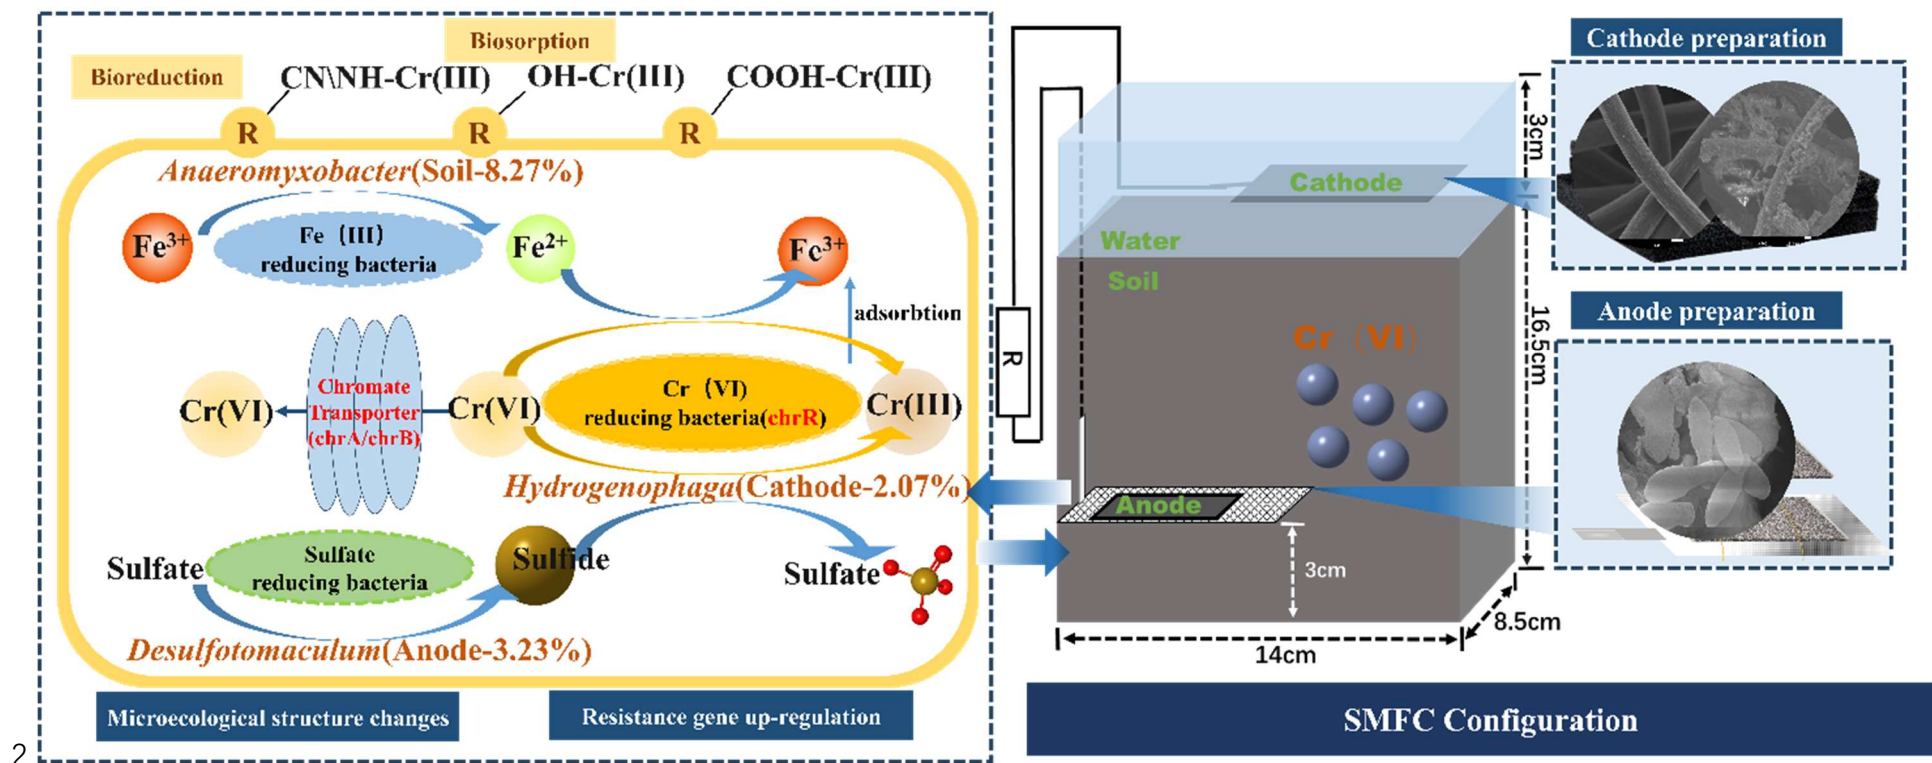 Bioreduction
Biosorption
CN\NH-Cr(III)
OH-Cr(III)
COOH-Cr(III)
R
R
R
Anaeromyxobacter(Soil-8.27%)
Fe3+
Fe (III)
reducing bacteria
Fe2+
Fe3+
adsorbtion
Cr(VI)
Chromate
Transporter
(chrA/chrB)
Cr(VI)
Cr (VI)
reducing bacteria(chrR)
Cr(III)
Hydrogenophaga(Cathode-2.07%)
Sulfate
Sulfate
reducing bacteria
Sulfide
Sulfate
Desulfotomaculum(Anode-3.23%)
Microecological structure changes
Resistance gene up-regulation
2
R
Cathode
Water
Soil
Cr (VI)
Anode
3cm
3cm
16.5cm
8.5cm
14cm
Cathode preparation
Anode preparation
SMFC Configuration